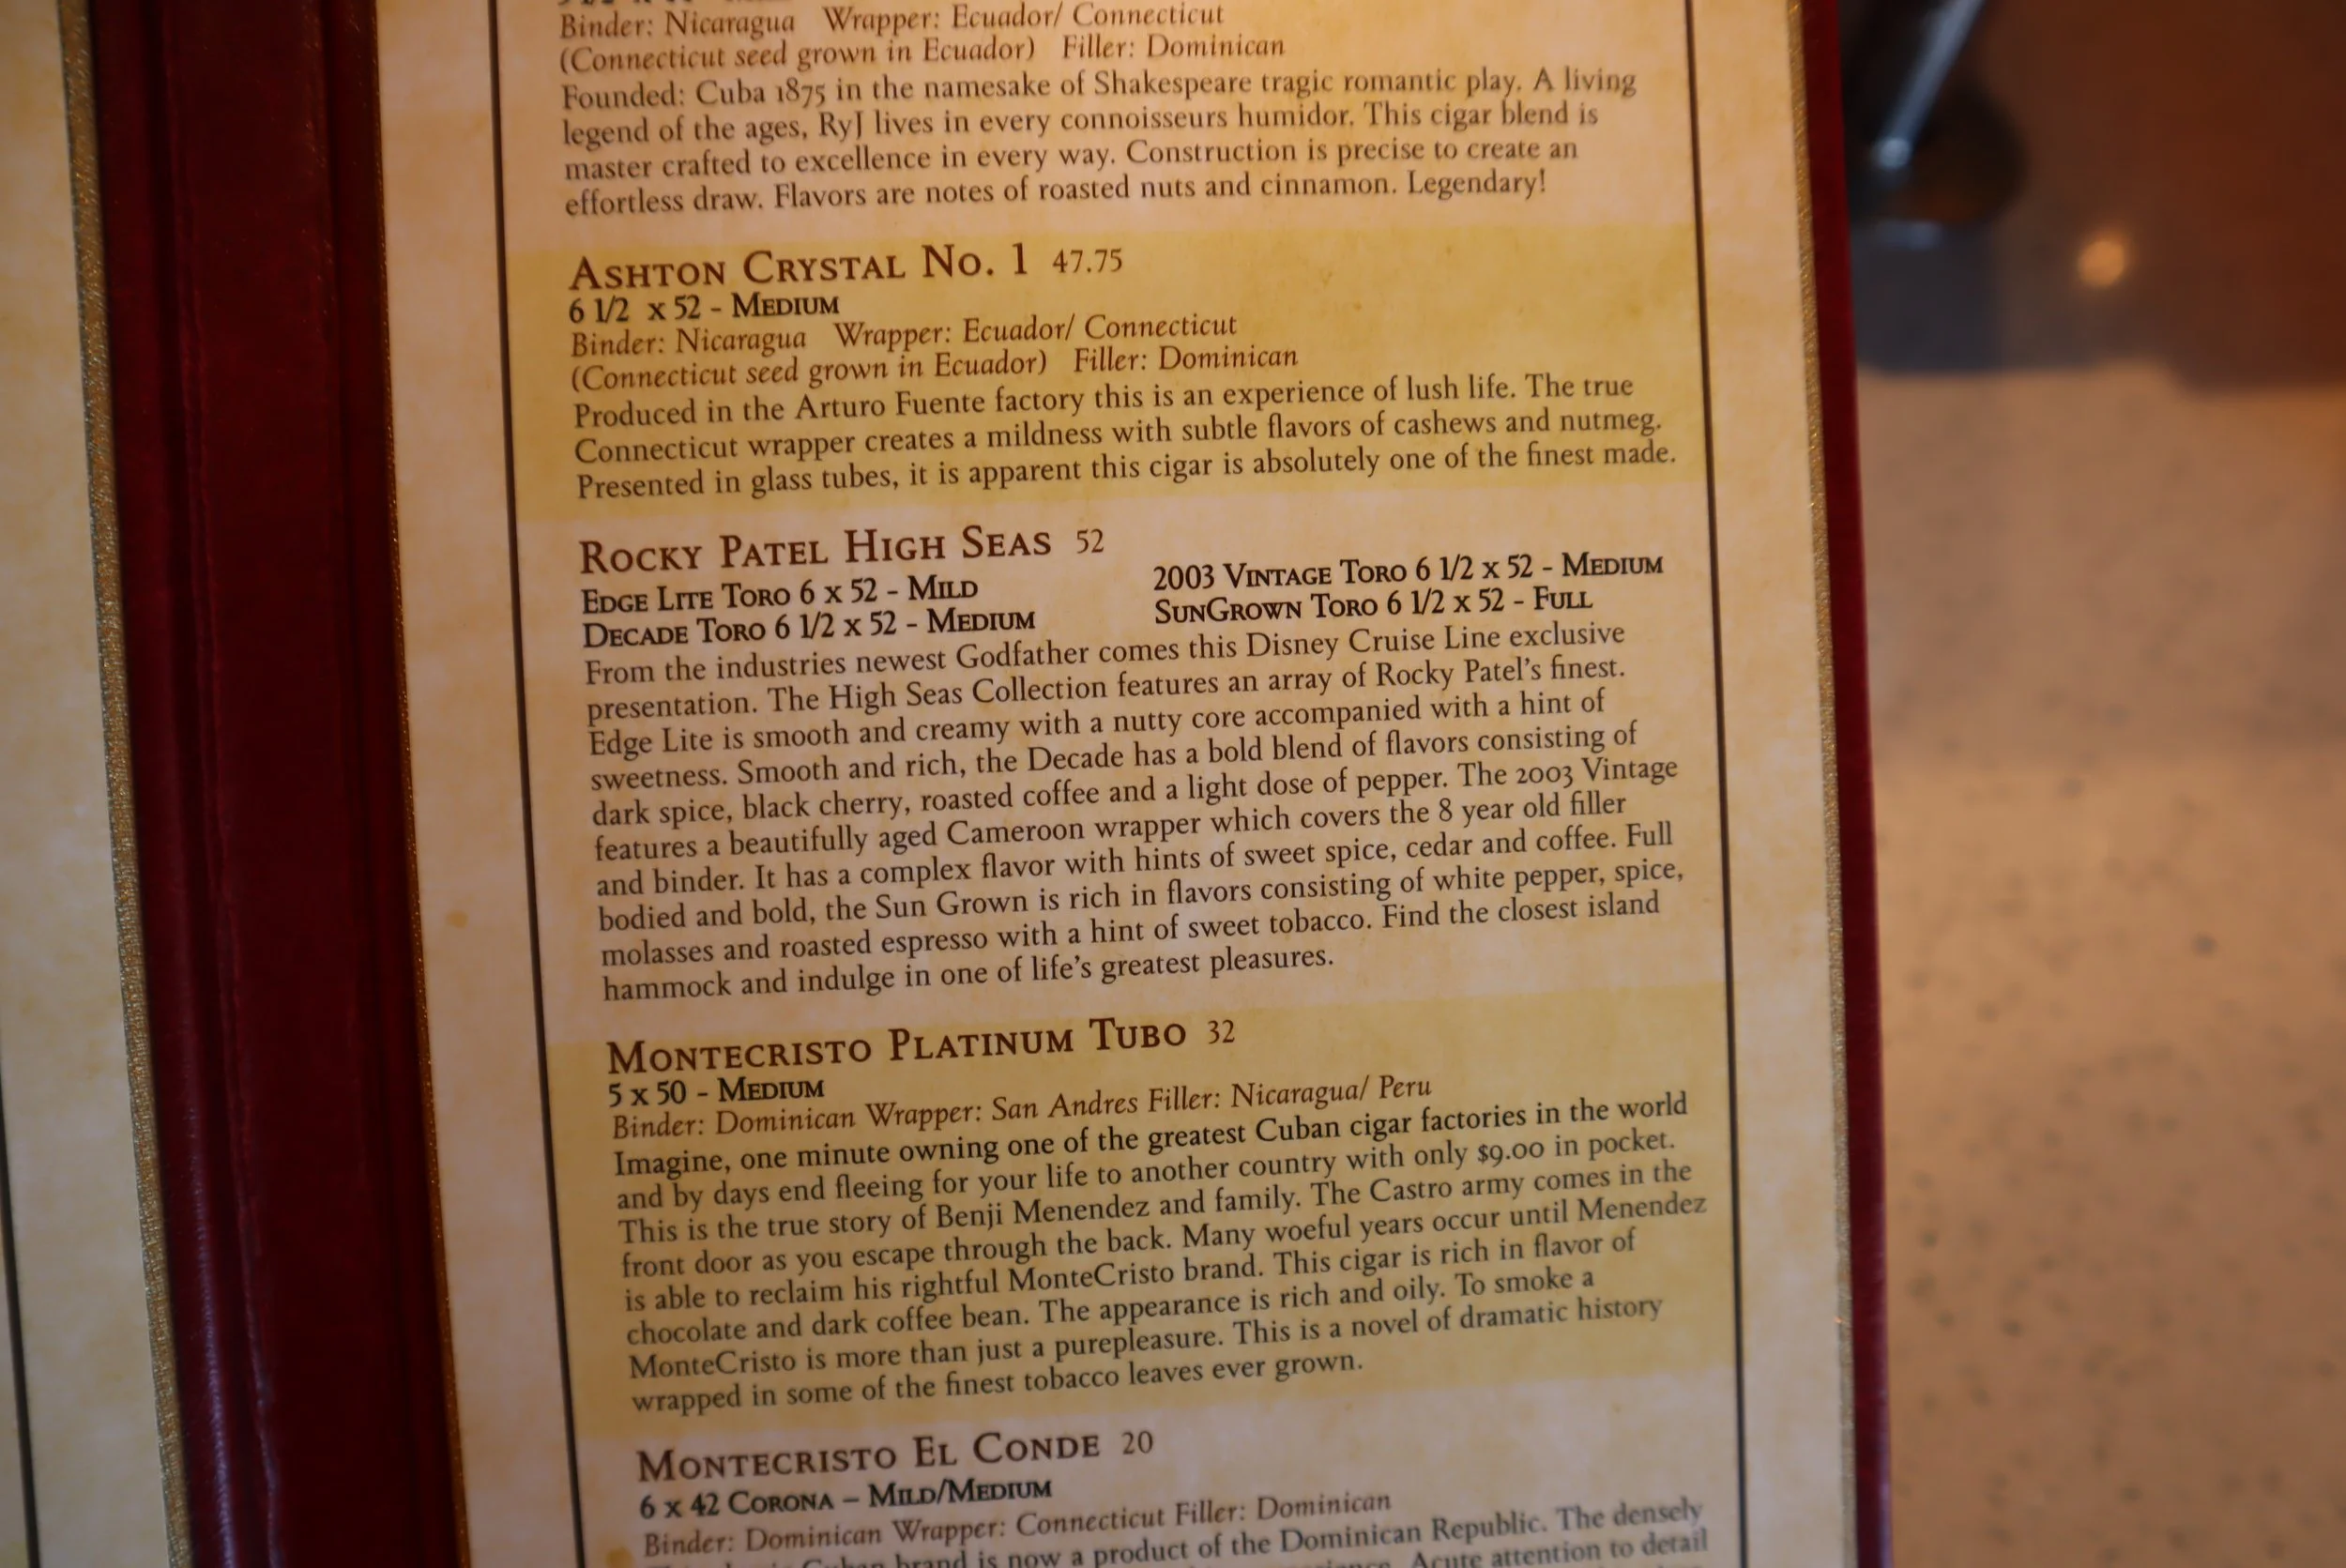 Binder: Nicaragua Wrapper: Ecuador/ Connecticut
(Connecticut seed grown in Ecuador) Filler: Dominican
Founded: Cuba 1875 in the namesake of Shakespeare tragic romantic play. A living
legend of the ages, RyJ lives in every connoisseurs humidor. This cigar blend is
master crafted to excellence in every way. Construction is precise to create an
effortless draw. Flavors are notes of roasted nuts and cinnamon. Legendary!
ASHTON CRYSTAL NO. 1 47.75
6 1/2 x 52 - MEDIUM
Binder: Nicaragua Wrapper: Ecuador/ Connecticut
(Connecticut seed grown in Ecuador) Filler: Dominican
Produced in the Arturo Fuente factory this is an experience of lush life. The true
Connecticut wrapper creates a mildness with subtle flavors of cashews and nutmeg.
Presented in glass tubes, it is apparent this cigar is absolutely one of the finest made.
ROCKY PATEL HIGH SEAS 52
EDGE LITE TORO 6 x 52 - MILD 2003 VINTAGE TORO 6 1/2 x 52 - MEDIUM
DECADE TORO 6 1/2 x 52 - MEDIUM SUNGROWN TORO 6 1/2 x 52 - FULL
From the industries newest Godfather comes this Disney Cruise Line exclusive
presentation. The High Seas Collection features an array of Rocky Patel's finest.
Edge Lite is smooth and creamy with a nutty core accompanied with a hint of
sweetness. Smooth and rich, the Decade has a bold blend of flavors consisting of
dark spice, black cherry, roasted coffee and a light dose of pepper. The 2003 Vintage
features a beautifully aged Cameroon wrapper which covers the 8 year old filler
and binder. It has a complex flavor with hints of sweet spice, cedar and coffee. Full
bodied and bold, the Sun Grown is rich in flavors consisting of white pepper, spice,
molasses and roasted espresso with a hint of sweet tobacco. Find the closest island
hammock and indulge in one of life's greatest pleasures.
MONTECRISTO PLATINUM TUBO 32
5 x 50 - MEDIUM
Binder: Dominican Wrapper: San Andres Filler: Nicaragua/ Peru
Imagine, one minute owning one of the greatest Cuban cigar factories in the world
and by days end fleeing for your life to another country with only $9.00 in pocket.
This is the true story of Benji Menendez and family. The Castro army comes in the
front door as you escape through the back. Many woeful years occur until Menendez
is able to reclaim his rightful MonteCristo brand. This cigar is rich in flavor of
chocolate and dark coffee bean. The appearance is rich and oily. To smoke a
MonteCristo is more than just a purepleasure. This is a novel of dramatic history
wrapped in some of the finest tobacco leaves ever grown.
MONTECRISTO EL CONDE 20
6 x 42 CORONA – MILD/MEDIUM
Binder: Dominican Wrapper: Connecticut Filler: Dominican
brand is now a product of the Dominican Republic. The densely
Acute attention to detail